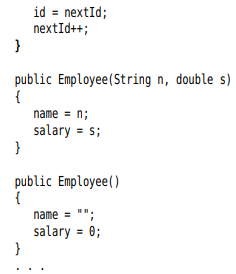 id = nextId;
nextId++;
}
public Employee(String n, double s)
{
name = n;
salary = s;
}
public Employee()
{
name = "";
salary = 0;
}
. . .